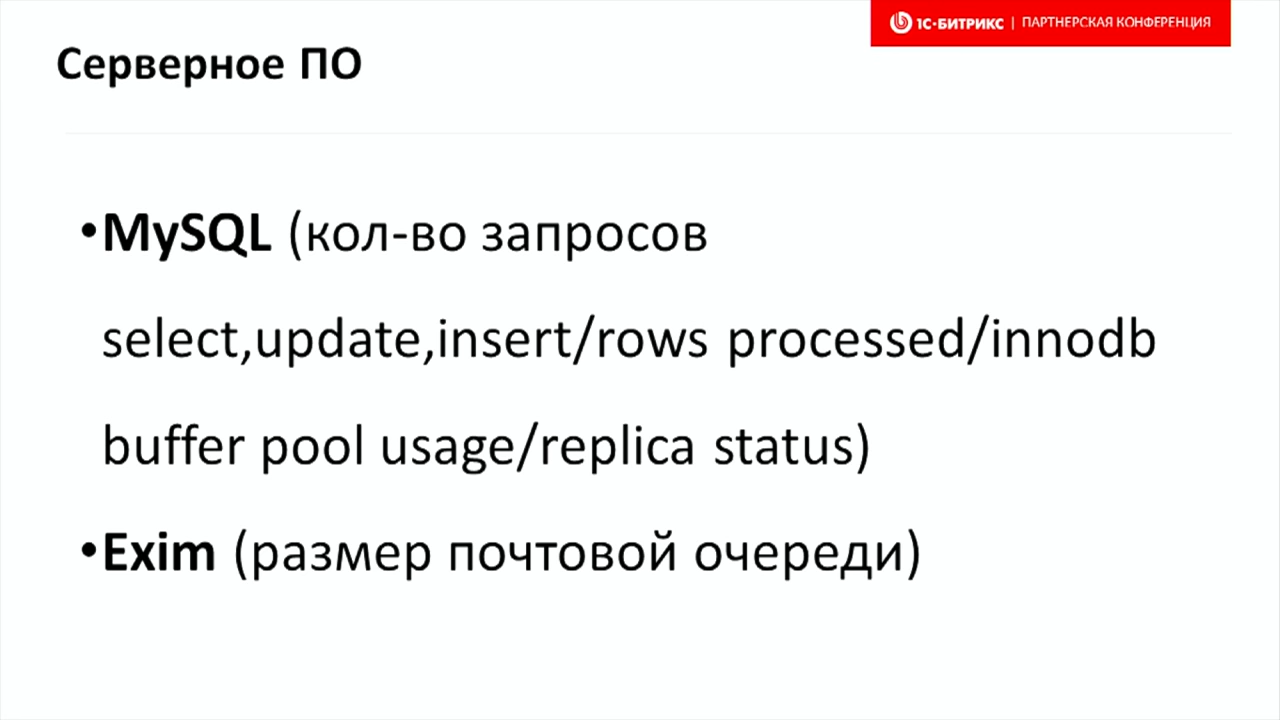 1С-БИТРИКС | ПАРТНЕРСКАЯ КОНФЕРЕНЦИЯ
Серверное ПО
•MySQL (кол-во запросов
select,update,insert/rows processed/innodb
buffer pool usage/replica status)
•Exim (размер почтовой очереди)